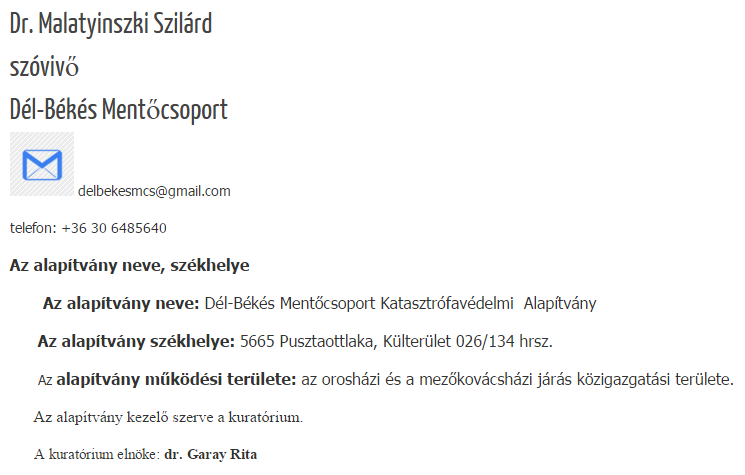 Dr. Malatyinszki Szilárd
szóvivő
Dél-Békés Mentőcsoport
delbekesmcs@gmail.com
telefon: +36 30 6485640
Az alapítvány neve, székhelye
Az alapítvány neve: Dél-Békés Mentőcsoport Katasztrófavédelmi Alapítvány
Az alapítvány székhelye: 5665 Pusztaottlaka, Külterület 026/134 hrsz.
Az alapítvány működési területe: az orosházi és a mezőkovácsházi járás közigazgatási területe.
Az alapítvány kezelő szerve a kuratórium.
A kuratórium elnöke: dr. Garay Rita